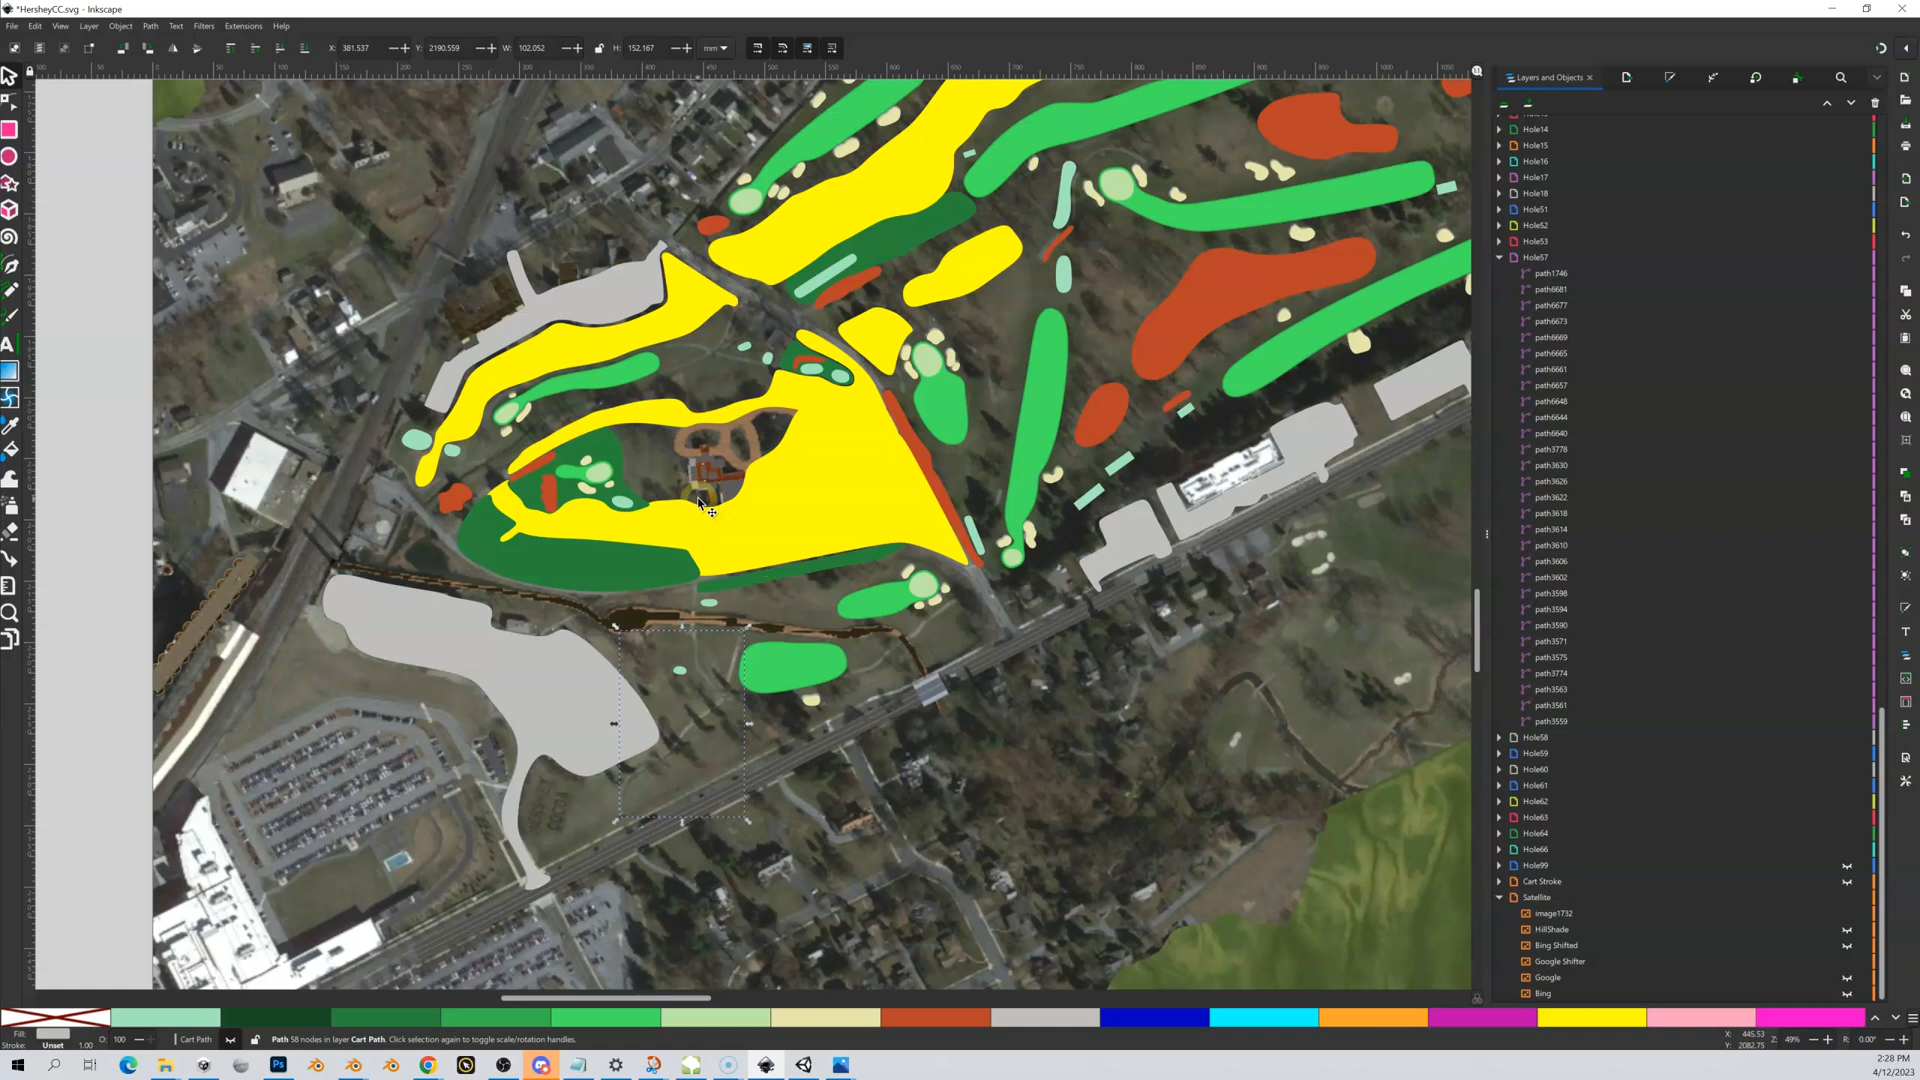 *HersheyCC.svg - Inkscape
File Edit View Layer Object Path Text Filters Extensions Help
X: 381.537 Y: 2190.559 W: 102.052 H: 152.167 mm
Layers and Objects
Hole14
Hole15
Hole16
Hole17
Hole18
Hole51
Hole52
Hole53
Hole57
path1746
path6681
path6677
path6673
path6669
path6665
path6661
path6657
path6648
path6644
path6640
path3778
path3630
path3626
path3622
path3618
path3614
path3610
path3606
path3602
path3598
path3594
path3590
path3571
path3575
path3774
path3563
path3561
path3559
Hole58
Hole59
Hole60
Hole61
Hole62
Hole63
Hole64
Hole66
Hole99
Cart Stroke
Satellite
image1732
HillShade
Bing Shifted
Google Shifter
Google
Bing
COCOA
Fill:
Stroke: Unset 1.00
O: 100
Cart Path
Path 58 nodes in layer Cart Path. Click selection again to toggle scale/rotation handles.
X: 445.53
Y: 2082.75
Z: 49%
R: 0.00°
2:28 PM
4/12/2023